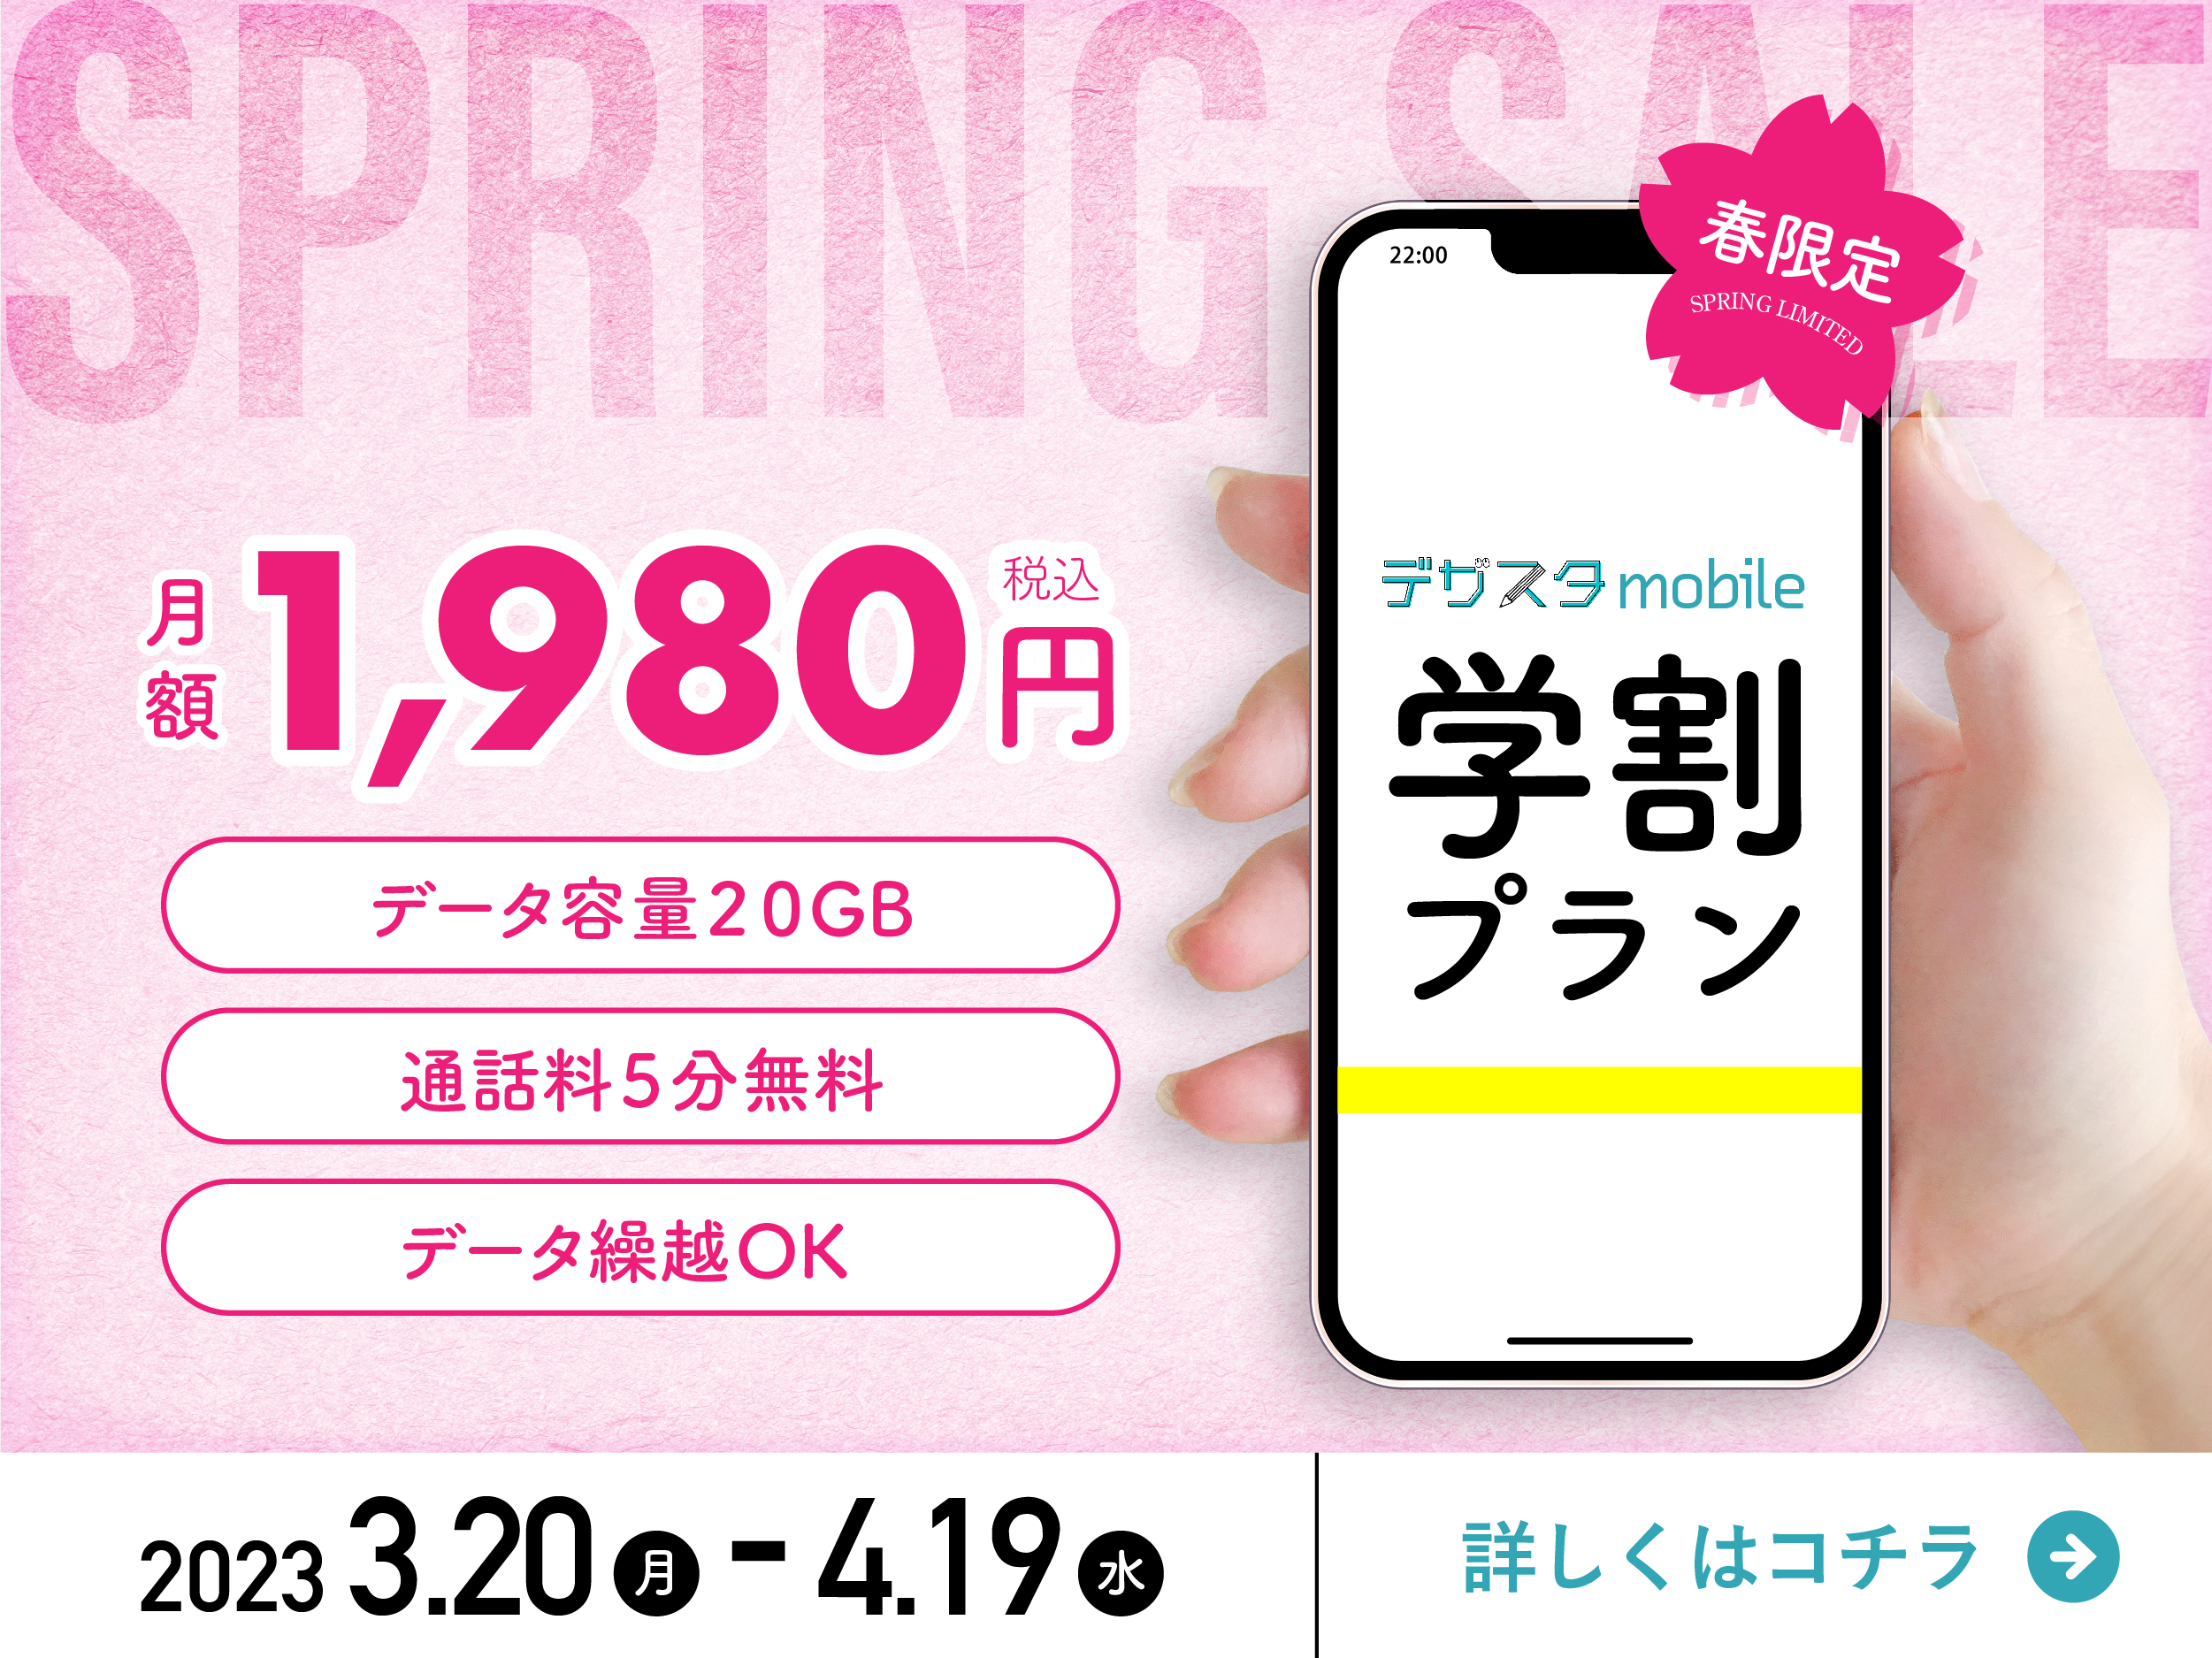 SPRING SALE
春限定
SPRING LIMITED
22:00
月額
1,980
税込
円
データ容量20GB
通話料5分無料
データ繰越OK
デザスタmobile
学割
プラン
2023 3.20 月 - 4.19 水
詳しくはコチラ